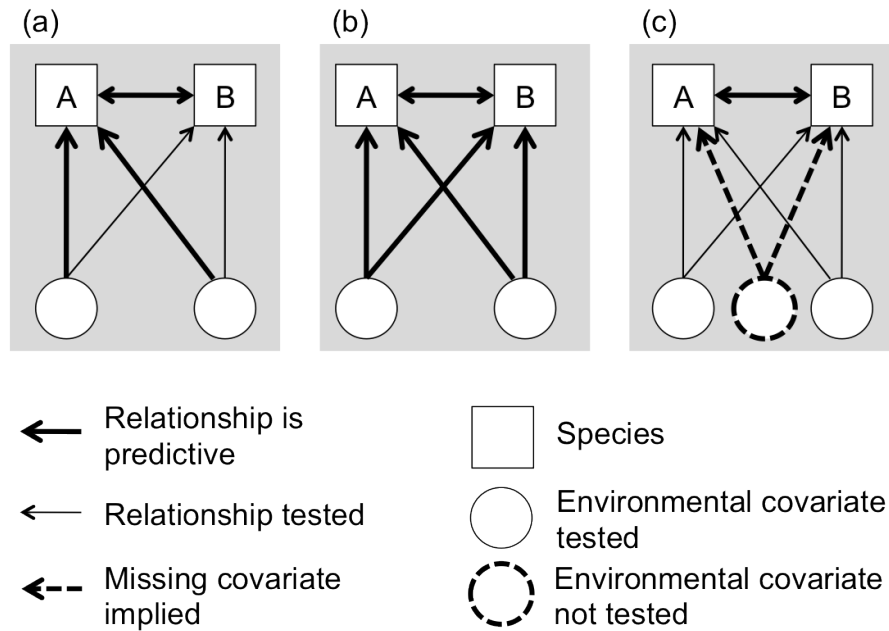 (a)
(b)
(c)
A
B
A
B
A
B
Relationship is
predictive
Relationship tested
Missing covariate
implied
Species
Environmental covariate
tested
Environmental covariate
not tested